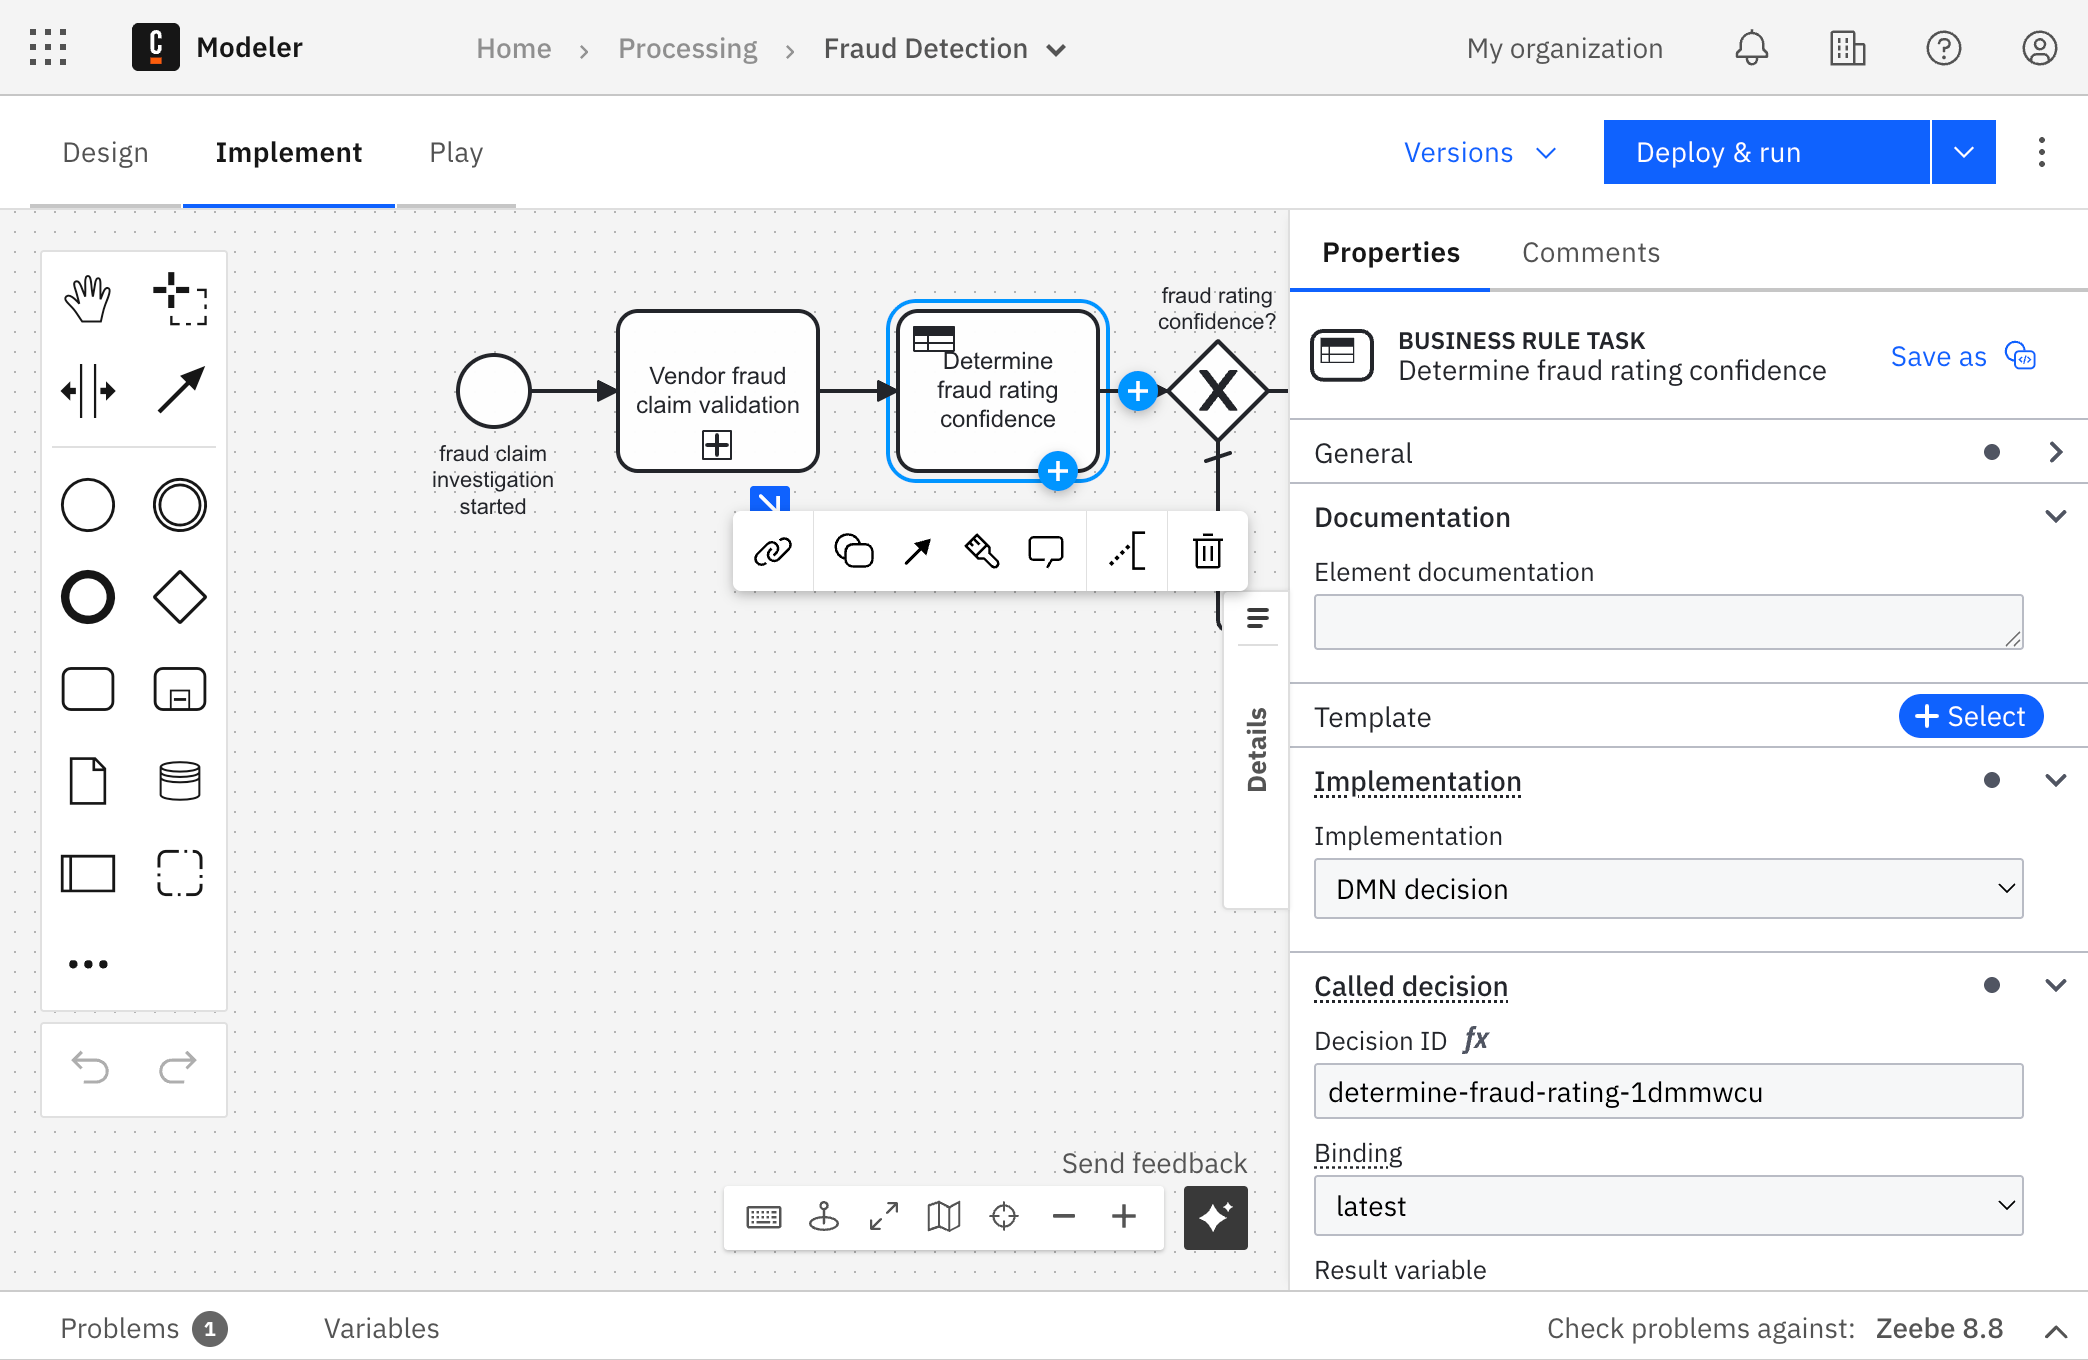 Modeler
Home
Processing
Fraud Detection
My organization
Design
Implement
Play
Versions
Deploy & run
fraud claim
investigation
started
Vendor fraud
claim validation
Determine
fraud rating
confidence
fraud rating
confidence?
Details
Send feedback
Properties
Comments
BUSINESS RULE TASK
Determine fraud rating confidence
Save as
General
Documentation
Element documentation
Template
Select
Implementation
Implementation
DMN decision
Called decision
Decision ID fx
determine-fraud-rating-1dmmwcu
Binding
latest
Result variable
Problems 1
Variables
Check problems against: Zeebe 8.8